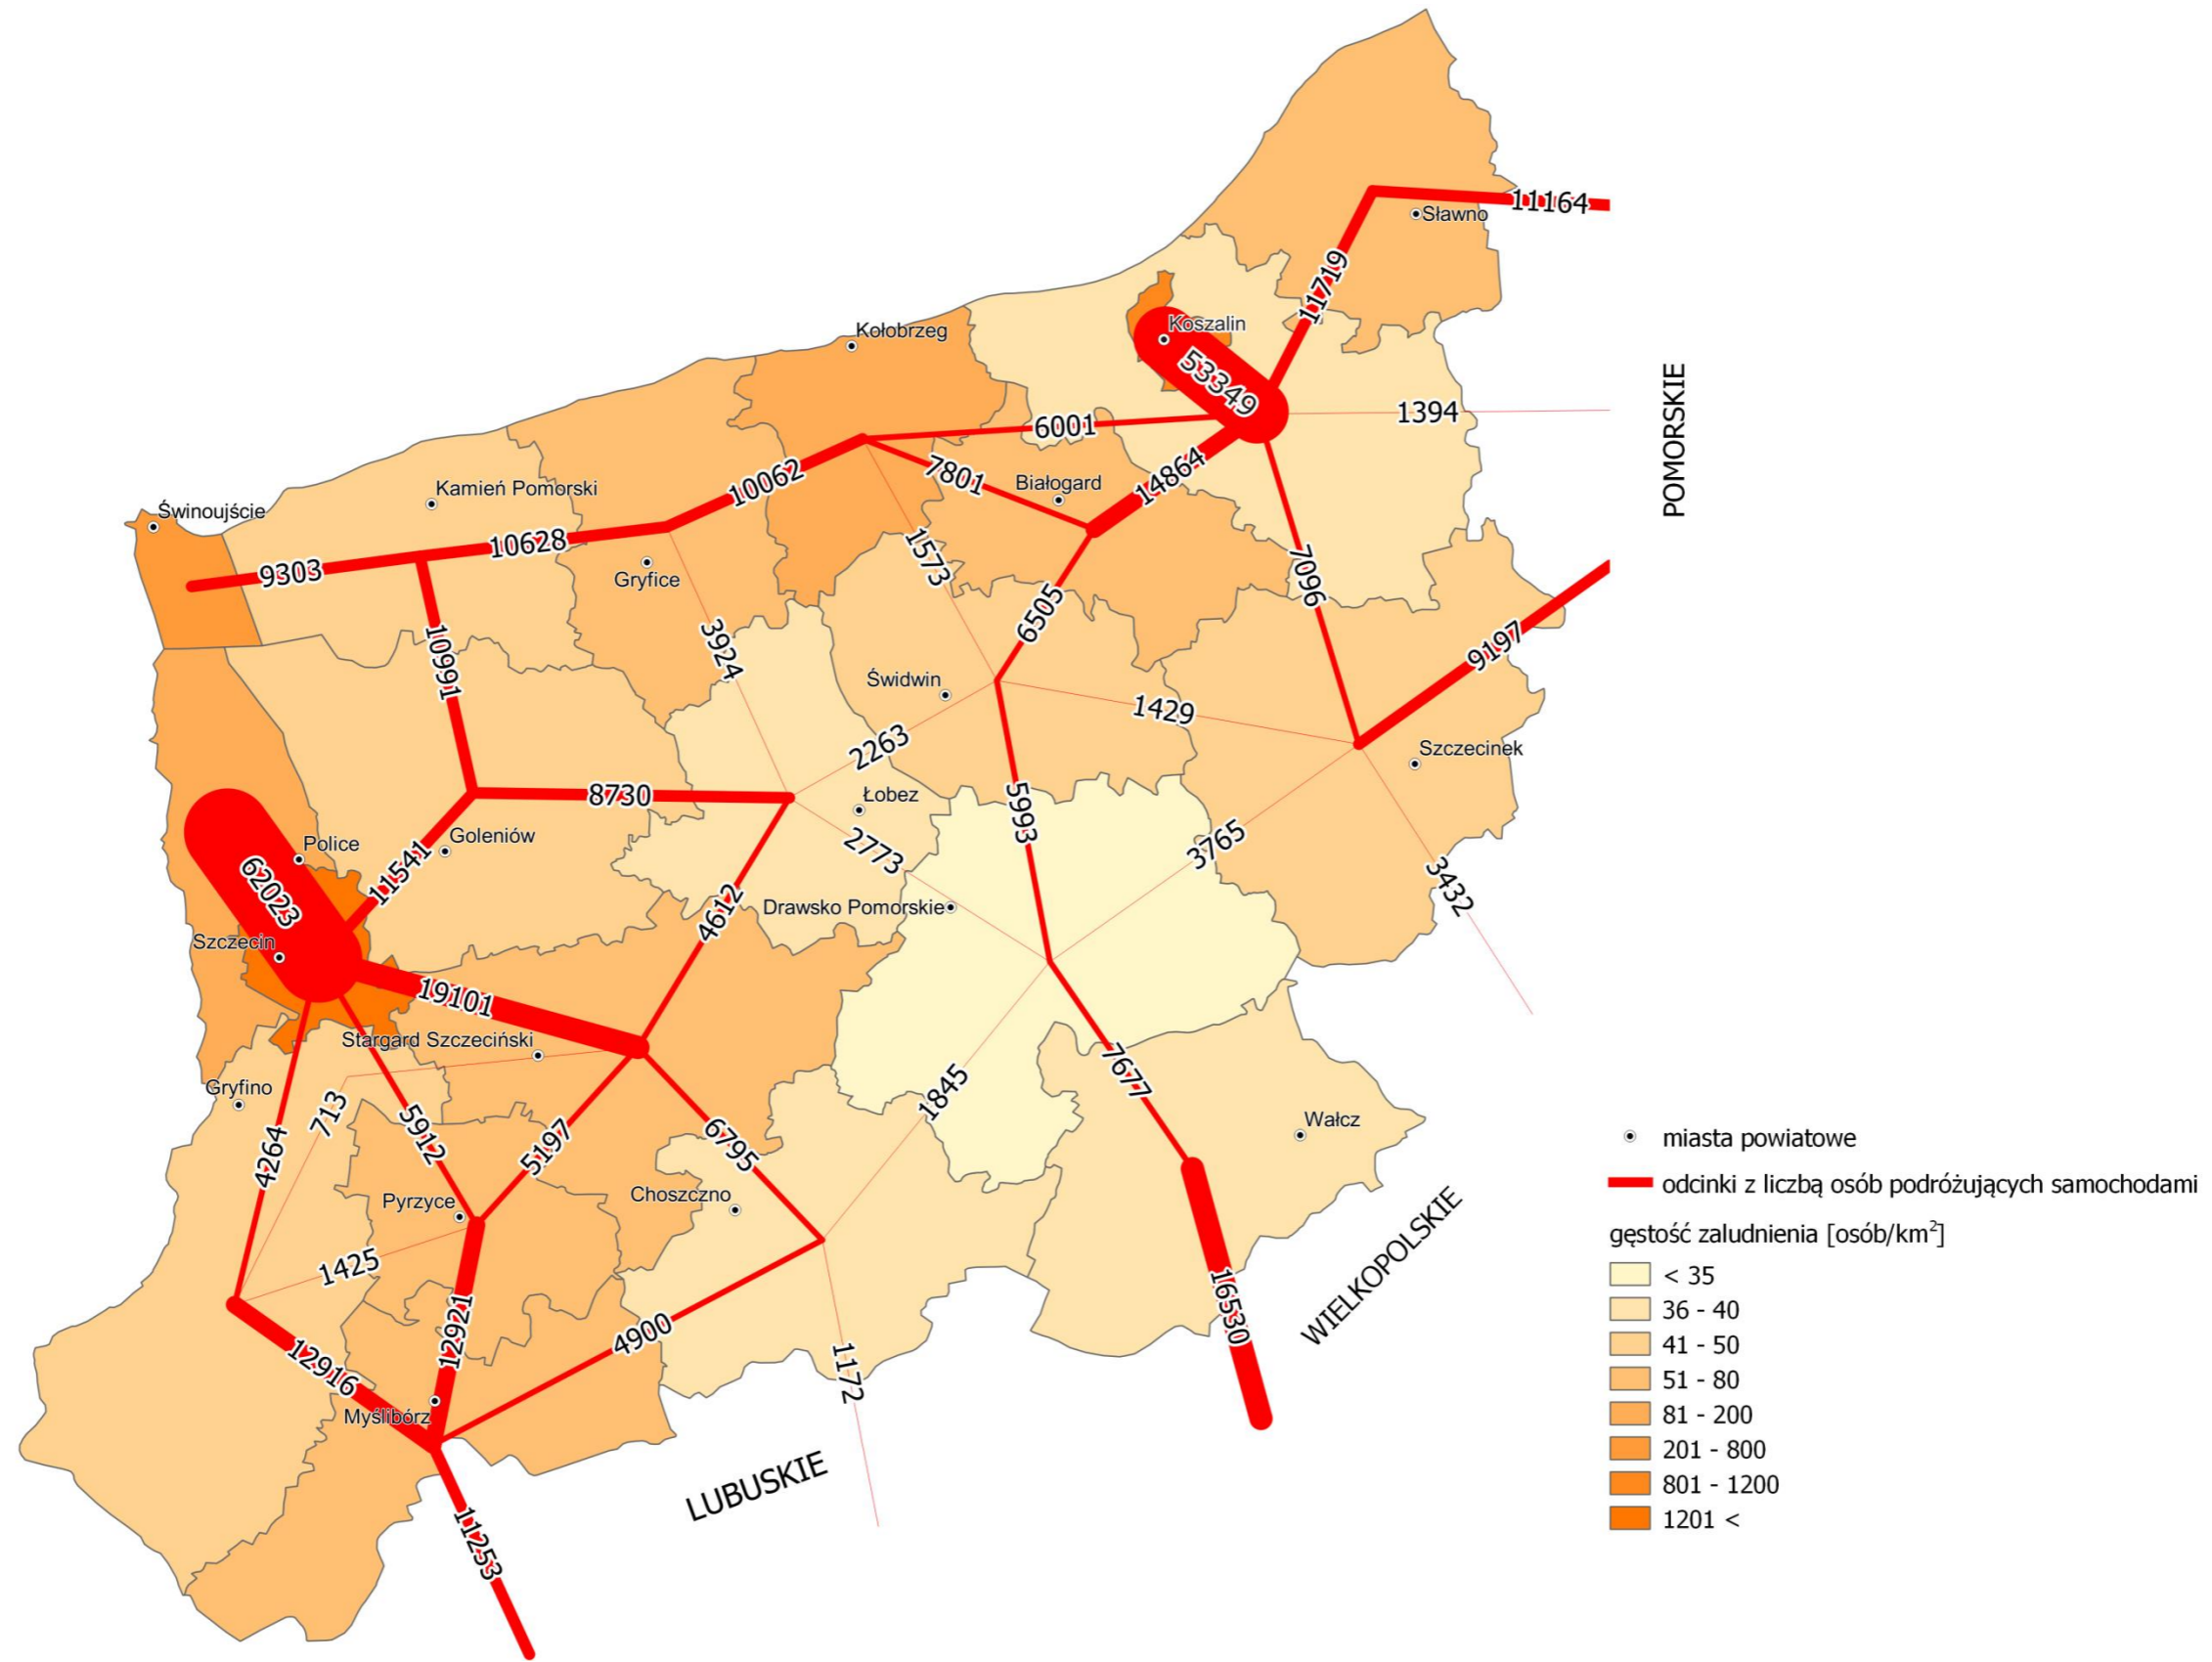 11164
Sławno
11719
Koszalin
Kołobrzeg
53349
POMORSKIE
1394
6001
7801
10062
14864
Białogard
Kamień Pomorski
Świnoujście
10628
9303
1573
7096
Gryfice
6505
3924
10991
9197
Świdwin
1429
2263
Szczecinek
8730
Łobez
5993
Goleniów
Police
2773
3765
11541
62023
3432
4612
Drawsko Pomorskie
Szczecin
19101
Stargard Szczeciński
7677
Gryfino
1845
713
5912
Wałcz
4264
5197
6795
Choszczno
Pyrzyce
1425
16530
WIELKOPOLSKIE
12921
4900
12916
1172
Myślibórz
LUBUSKIE
11253
miasta powiatowe
odcinki z liczbą osób podróżujących samochodami
gęstość zaludnienia [osób/km²]
< 35
36 - 40
41 - 50
51 - 80
81 - 200
201 - 800
801 - 1200
1201 <